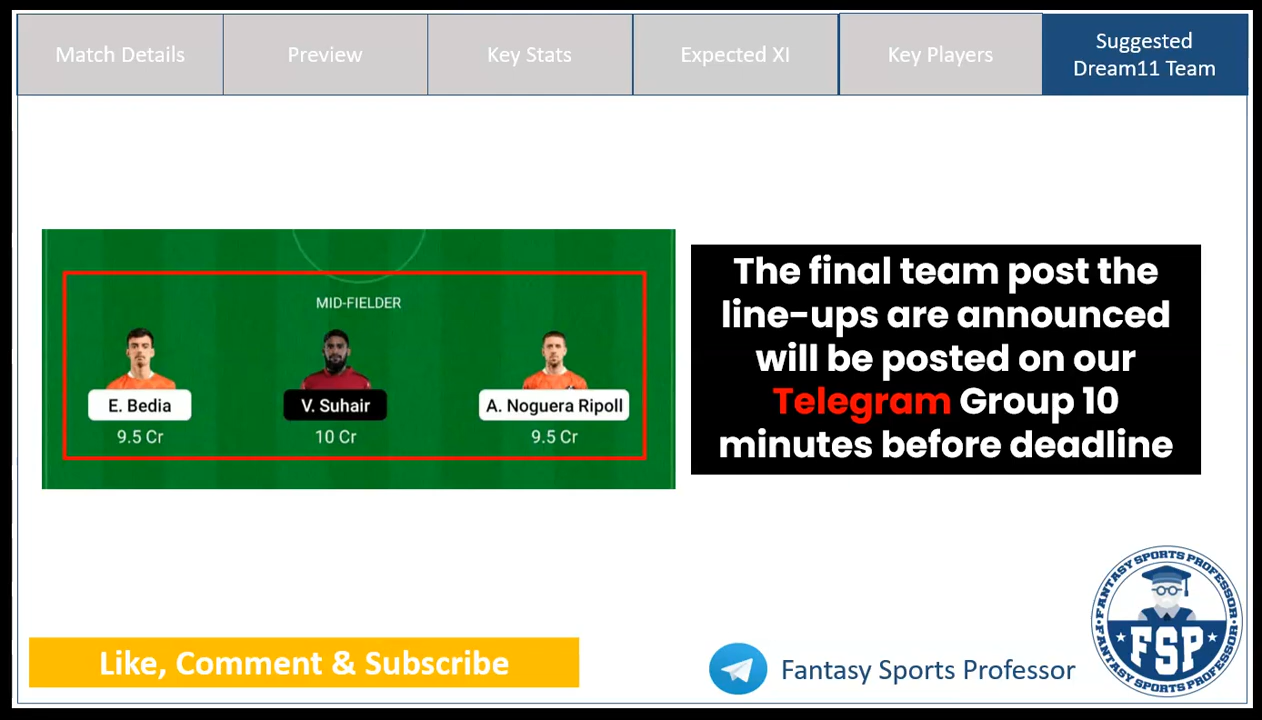 Match Details
Preview
Key Stats
Expected XI
Key Players
Suggested
Dream11 Team
MID-FIELDER
E. Bedia
V. Suhair
A. Noguera Ripoll
9.5 Cr
10 Cr
9.5 Cr
The final team post the
line-ups are announced
will be posted on our
Telegram Group 10
minutes before deadline
Like, Comment & Subscribe
Fantasy Sports Professor
FANTASY SPORTS PROFESSOR
FSP
FANTASY SPORTS PROFESSOR